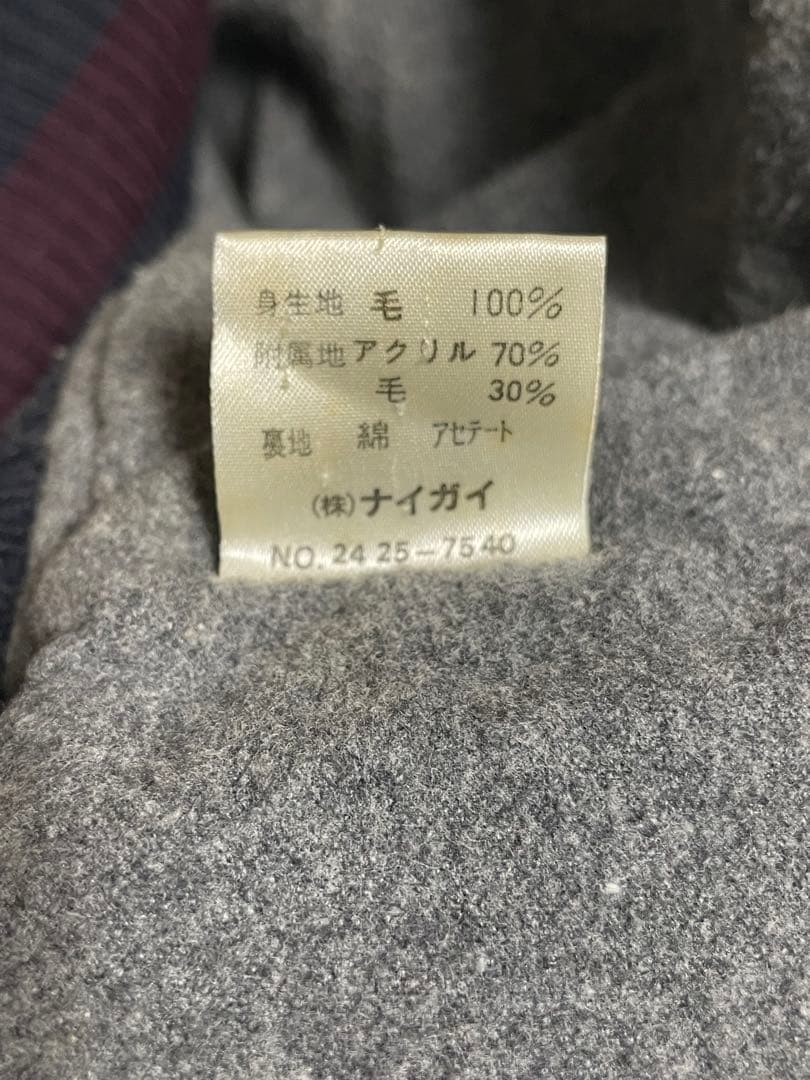 身生地 毛 100%
附属地 アクリル 70%
毛 30%
裏地 綿 アセテート
(株)ナイガイ
NO. 24 25-7540